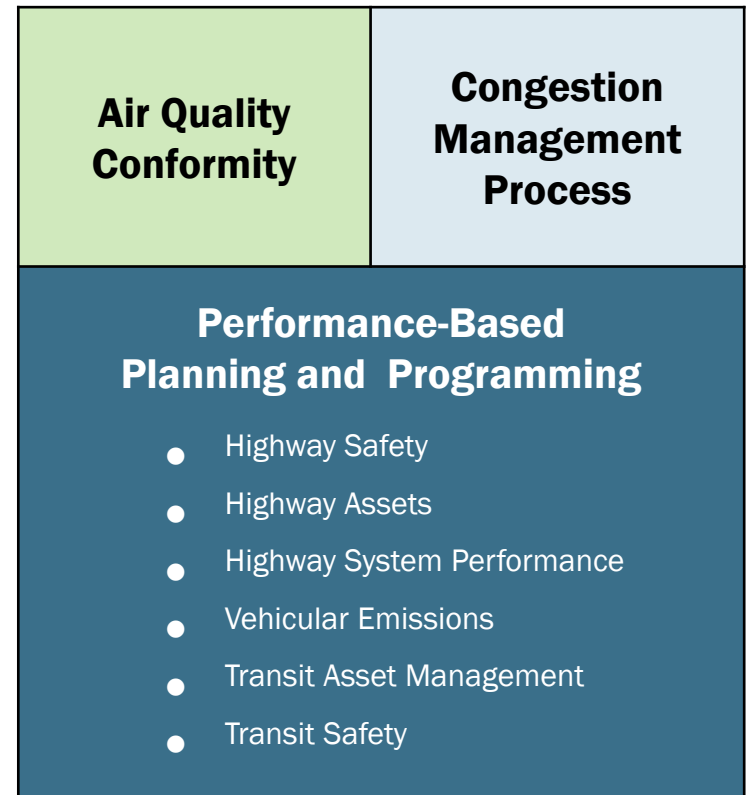 Air Quality
Conformity
Congestion
Management
Process
Performance-Based
Planning and  Programming
• Highway Safety
• Highway Assets
• Highway System Performance
• Vehicular Emissions
• Transit Asset Management
• Transit Safety